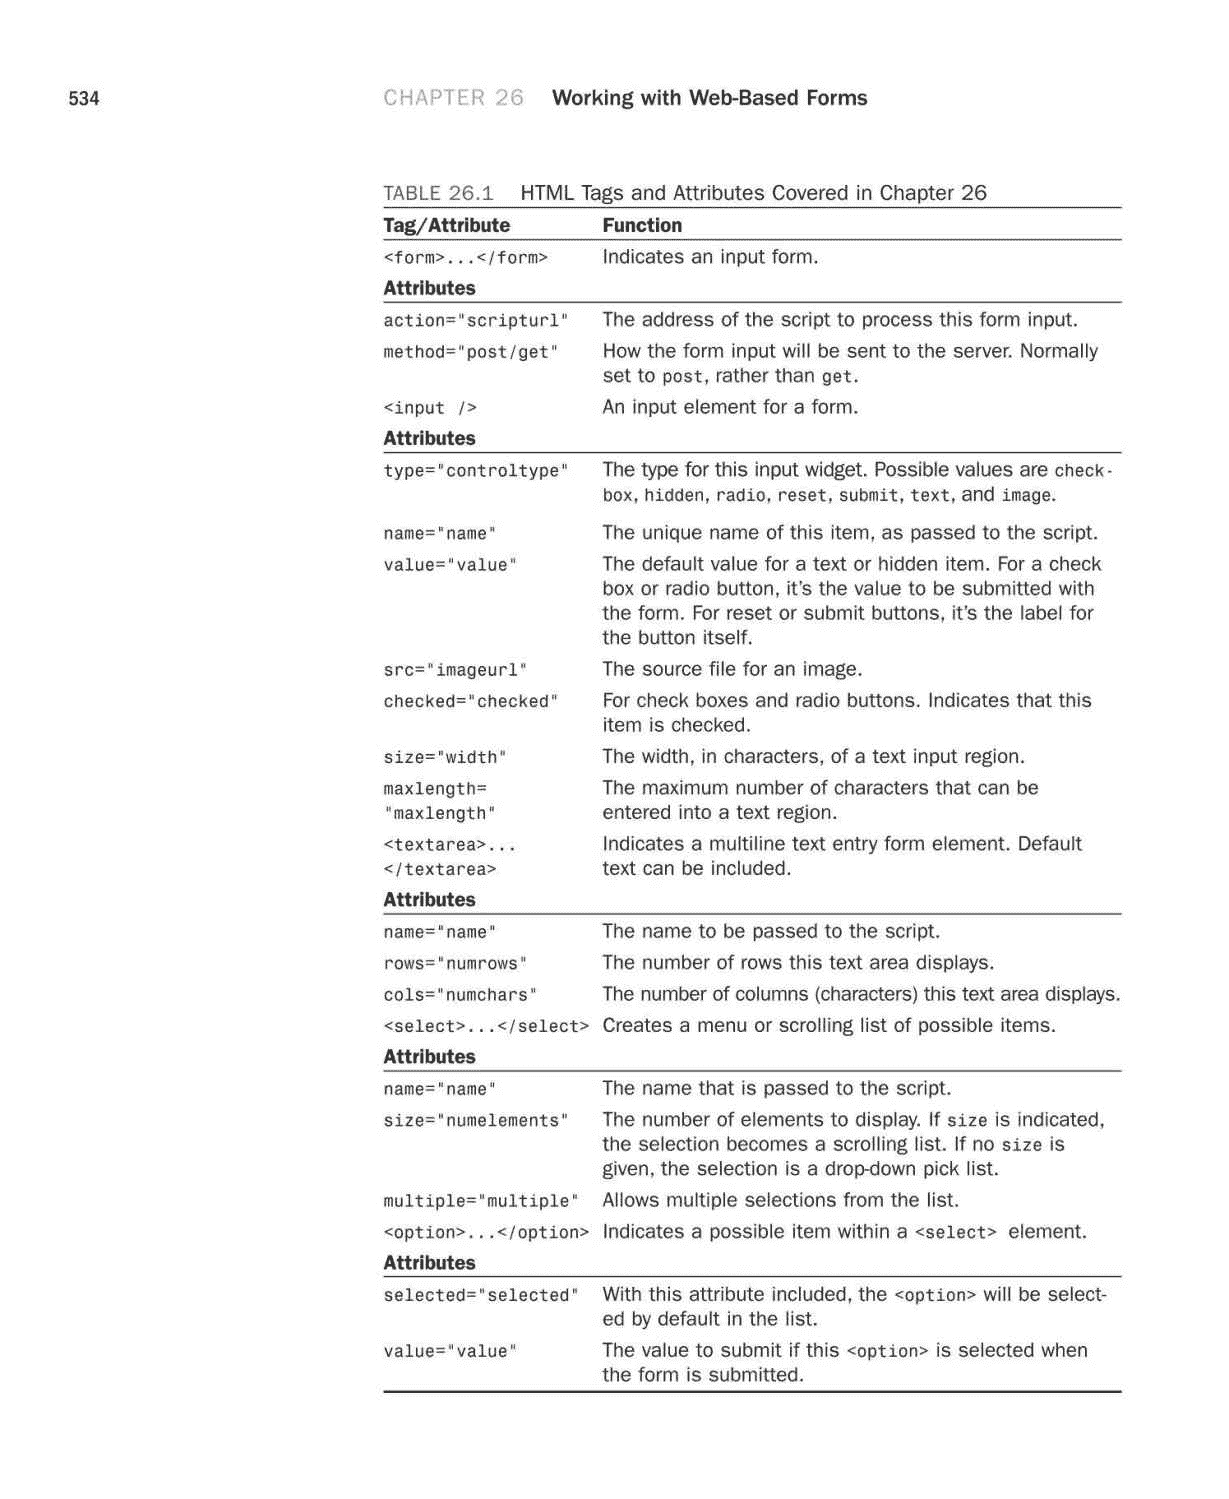 534
CHAPTER 26 Working with Web-Based Forms
TABLE 26.1 HTML Tags and Attributes Covered in Chapter 26
Tag/Attribute Function
<form>...</form> Indicates an input form.
Attributes
action="scripturl" The address of the script to process this form input.
method="post/get" How the form input will be sent to the server. Normally
set to post, rather than get.
<input /> An input element for a form.
Attributes
type="controltype" The type for this input widget. Possible values are check-
box, hidden, radio, reset, submit, text, and image.
name="name" The unique name of this item, as passed to the script.
value="value" The default value for a text or hidden item. For a check
box or radio button, it's the value to be submitted with
the form. For reset or submit buttons, it's the label for
the button itself.
src="imageurl" The source file for an image.
checked="checked" For check boxes and radio buttons. Indicates that this
item is checked.
size="width" The width, in characters, of a text input region.
maxlength= The maximum number of characters that can be
"maxlength" entered into a text region.
<textarea>... Indicates a multiline text entry form element. Default
</textarea> text can be included.
Attributes
name="name" The name to be passed to the script.
rows="numrows" The number of rows this text area displays.
cols="numchars" The number of columns (characters) this text area displays.
<select>...</select> Creates a menu or scrolling list of possible items.
Attributes
name="name" The name that is passed to the script.
size="numelements" The number of elements to display. If size is indicated,
the selection becomes a scrolling list. If no size is
given, the selection is a drop-down pick list.
multiple="multiple" Allows multiple selections from the list.
<option>...</option> Indicates a possible item within a <select> element.
Attributes
selected="selected" With this attribute included, the <option> will be select-
ed by default in the list.
value="value" The value to submit if this <option> is selected when
the form is submitted.